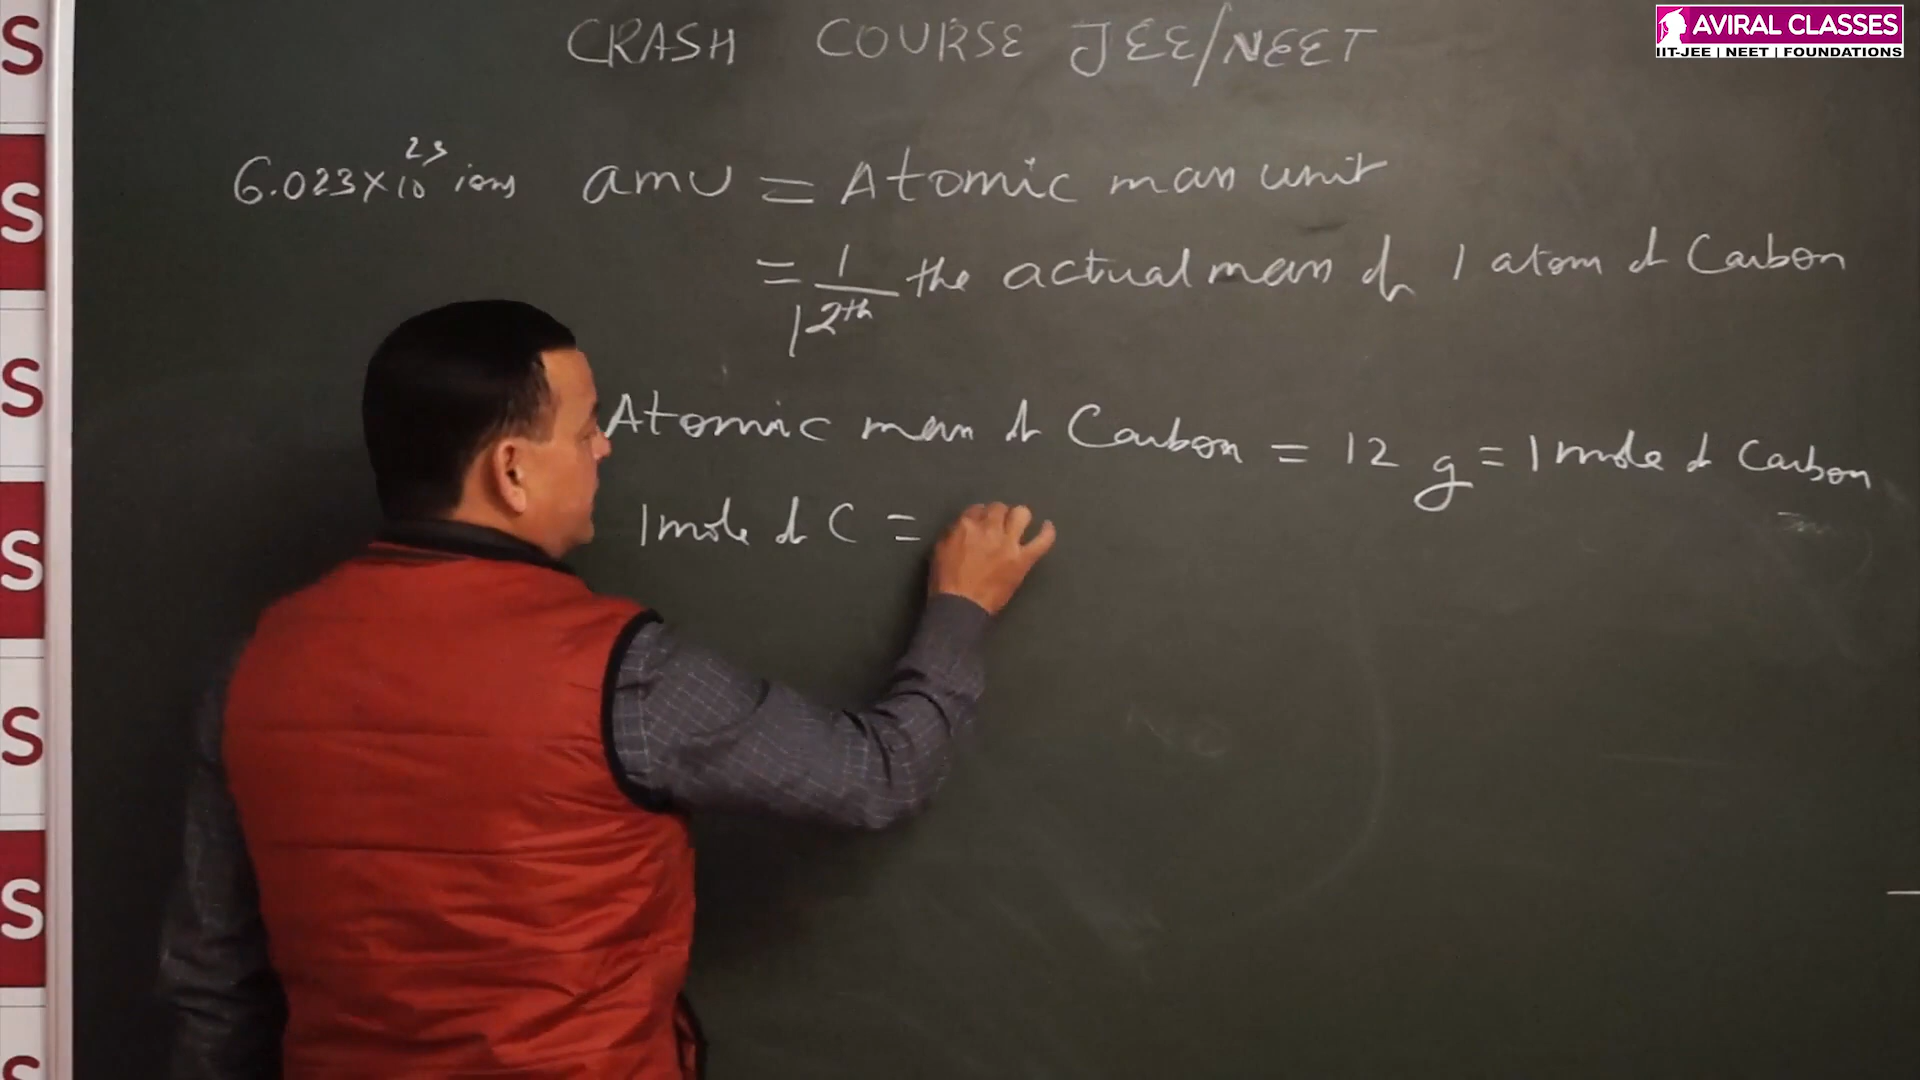 AVIRAL CLASSES
IIT-JEE | NEET | FOUNDATIONS
CRASH COURSE JEE/NEET
6.023×10²³ ions
amu = Atomic mass unit
= 1/12th the actual mass of 1 atom of Carbon
Atomic mass of Carbon = 12 g = 1 mole of Carbon
1 mole of C =
S
S
S
S
S
S
S